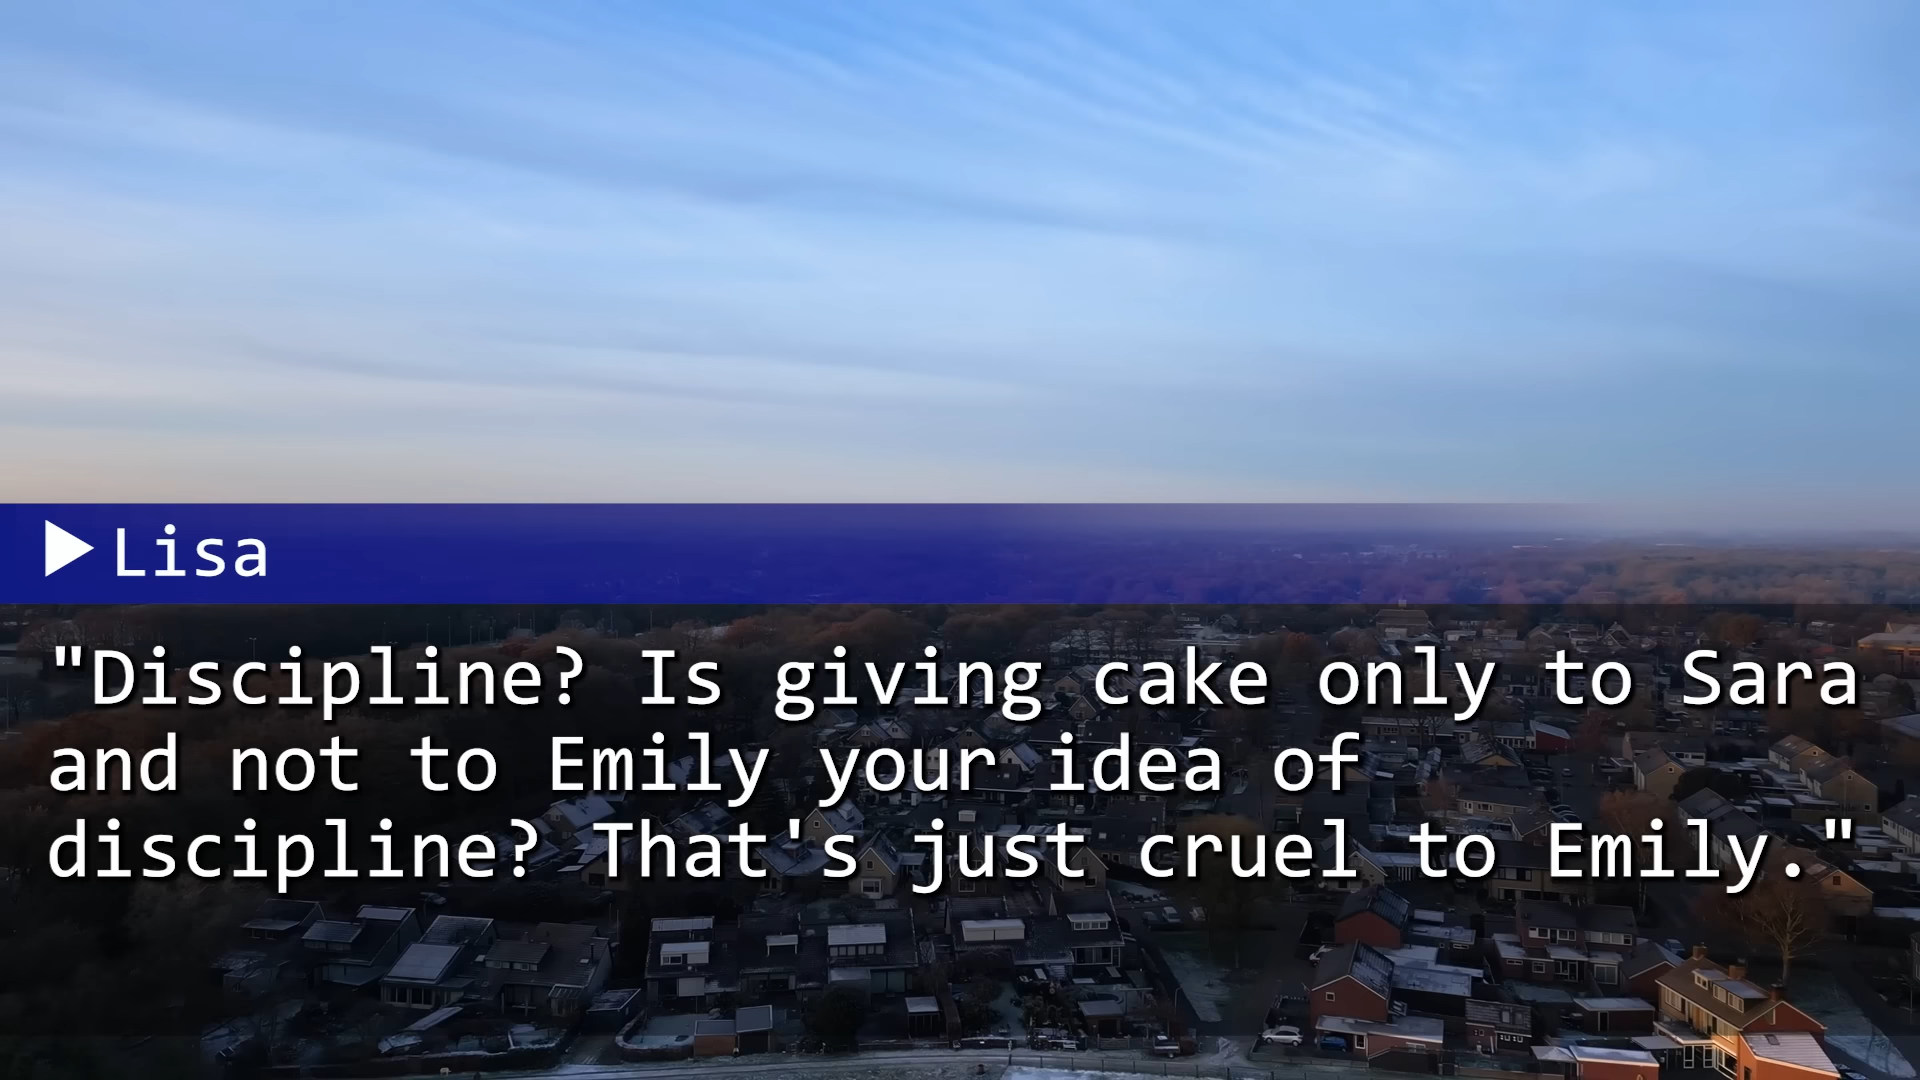 Lisa
"Discipline? Is giving cake only to Sara
and not to Emily your idea of
discipline? That's just cruel to Emily."